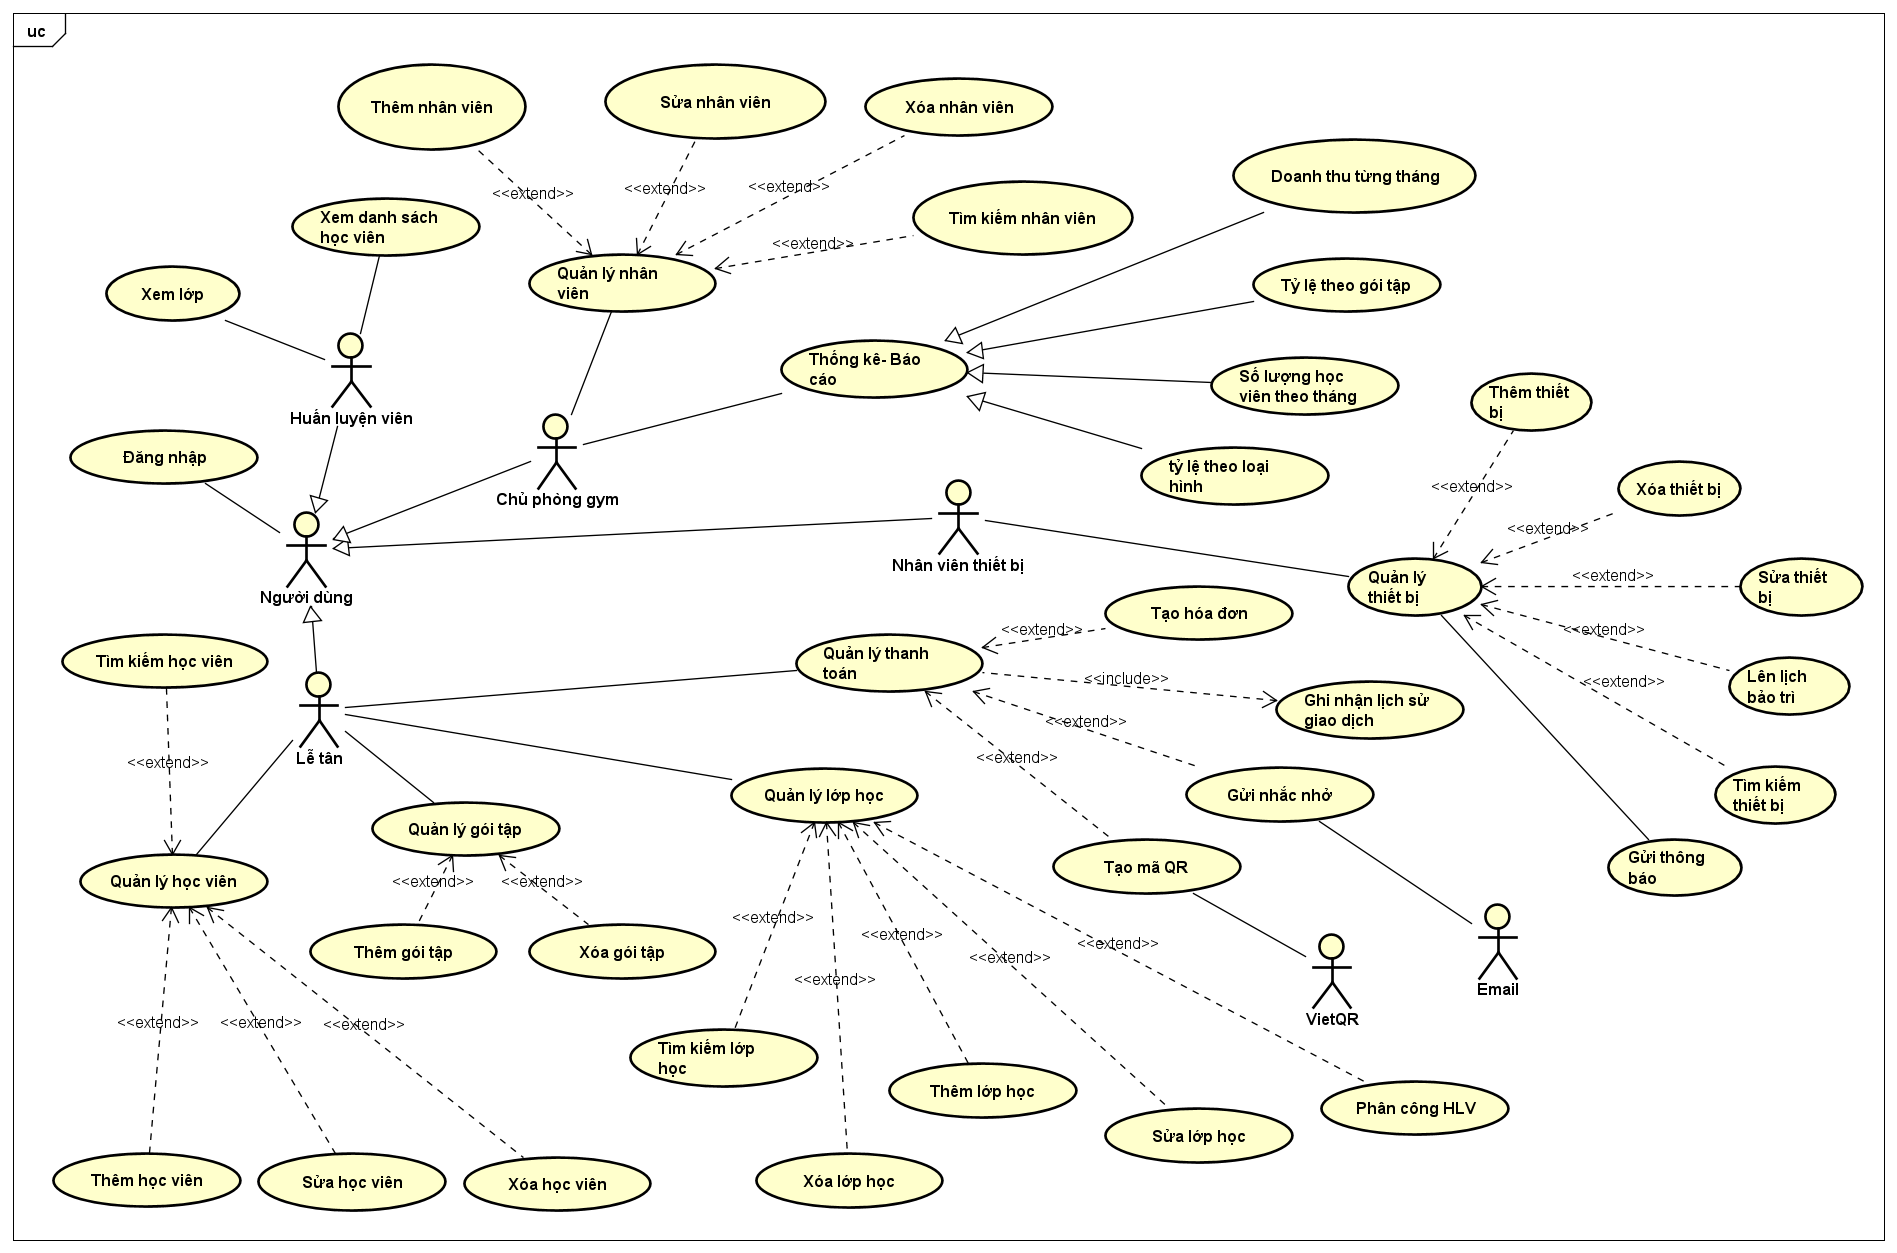 uc
Thêm nhân viên
Sửa nhân viên
Xóa nhân viên
<<extend>>
<<extend>>
<<extend>>
<<extend>>
Tìm kiếm nhân viên
Doanh thu từng tháng
Xem danh sách
học viên
Xem lớp
Quản lý nhân
viên
Tỷ lệ theo gói tập
Thống kê- Báo
cáo
Số lượng học
viên theo tháng
tỷ lệ theo loại
hình
Huấn luyện viên
Đăng nhập
Chủ phòng gym
Nhân viên thiết bị
Người dùng
Thêm thiết
bị
<<extend>>
Xóa thiết bị
<<extend>>
Quản lý
thiết bị
<<extend>>
Sửa thiết
bị
<<extend>>
Lên lịch
bảo trì
<<extend>>
Tìm kiếm
thiết bị
Gửi thông
báo
Tìm kiếm học viên
Lễ tân
Quản lý thanh
toán
<<extend>>
Tạo hóa đơn
<<include>>
Ghi nhận lịch sử
giao dịch
<<extend>>
Gửi nhắc nhở
<<extend>>
Tạo mã QR
<<extend>>
Quản lý học viên
Quản lý gói tập
Quản lý lớp học
<<extend>>
<<extend>>
Thêm gói tập
Xóa gói tập
<<extend>>
<<extend>>
<<extend>>
<<extend>>
<<extend>>
Email
VietQR
<<extend>>
<<extend>>
<<extend>>
Tìm kiếm lớp
học
Thêm lớp học
Phân công HLV
Sửa lớp học
Thêm học viên
Sửa học viên
Xóa học viên
Xóa lớp học